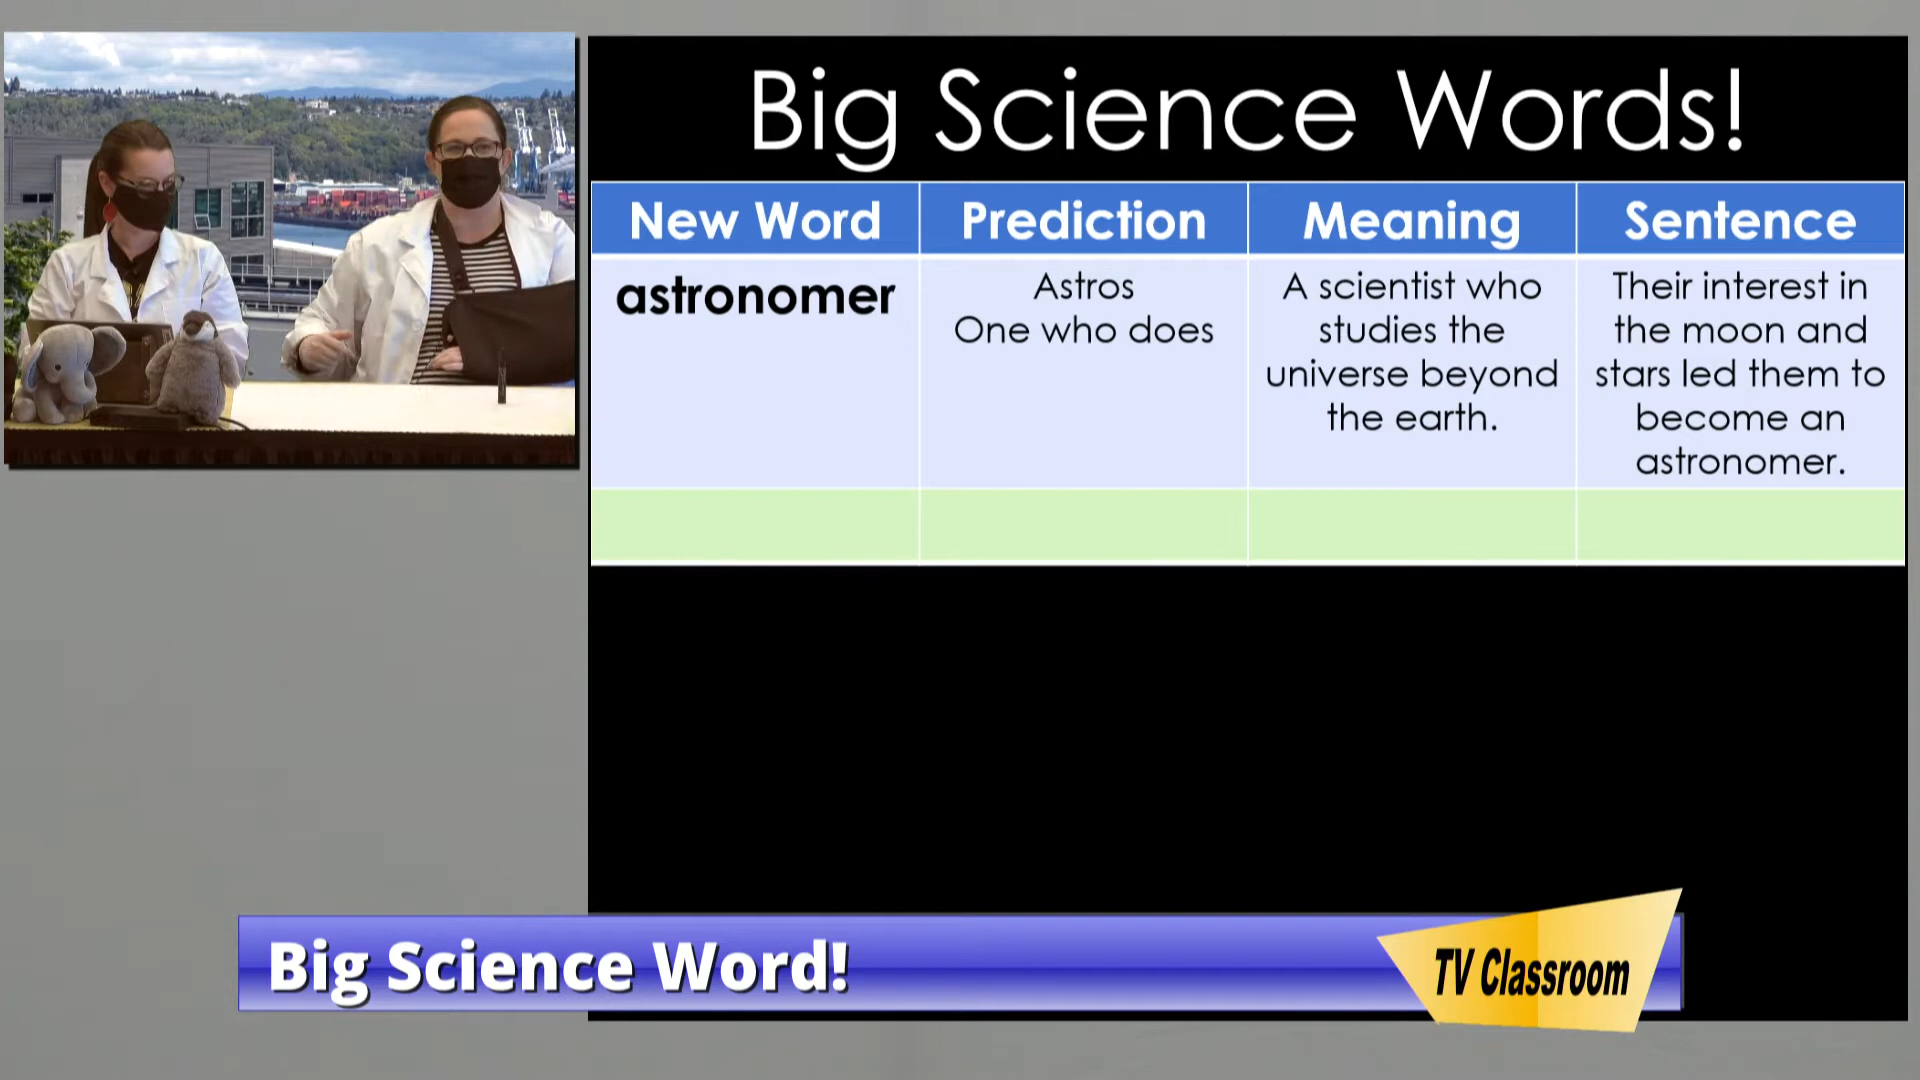 Big Science Words!
New Word
Prediction
Meaning
Sentence
astronomer
Astros
One who does
A scientist who
studies the
universe beyond
the earth.
Their interest in
the moon and
stars led them to
become an
astronomer.
Big Science Word!
TV Classroom